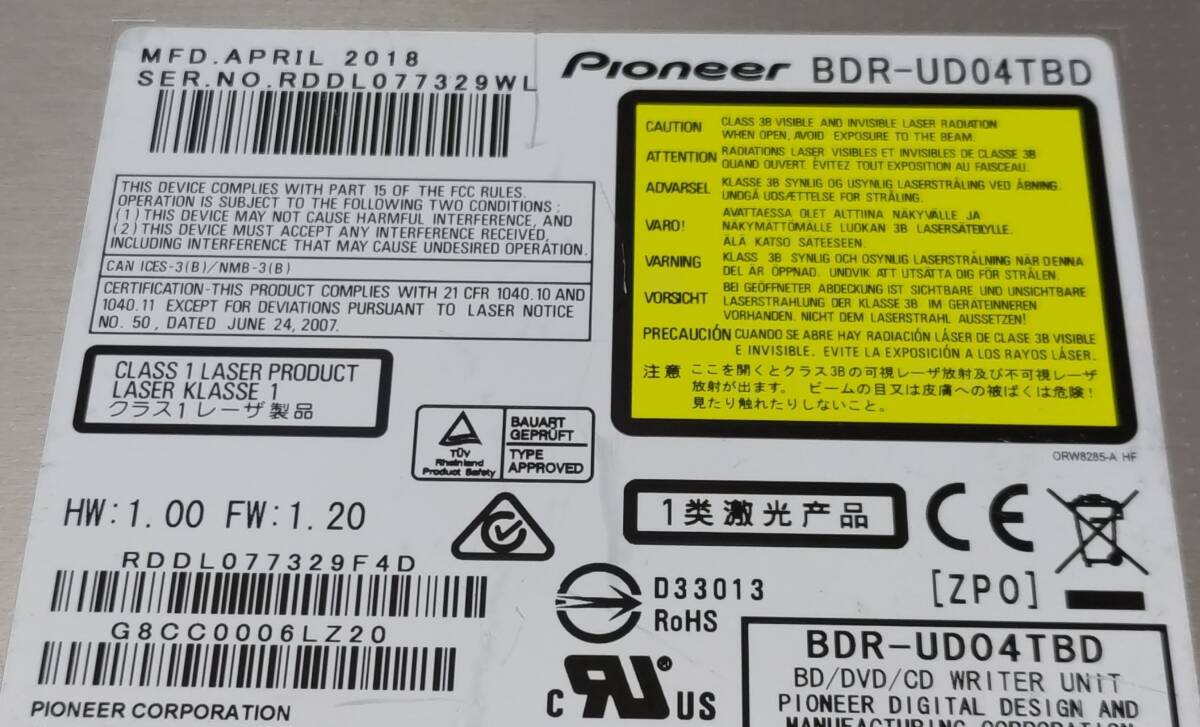 MFD.APRIL 2018
SER.NO.RDDL077329WL
Pioneer BDR-UD04TBD
CAUTION CLASS 3B VISIBLE AND INVISIBLE LASER RADIATION
WHEN OPEN, AVOID EXPOSURE TO THE BEAM.
ATTENTION RADIATIONS LASER VISIBLES ET INVISIBLES DE CLASSE 3B
QUAND OUVERT. ÉVITEZ TOUT EXPOSITION AU FAISCEAU.
ADVARSEL KLASSE 3B SYNLIG OG USYNLIG LASERSTRÅLING VED ÅBNING.
UNDGÅ UDSÆTTELSE FOR STRÅLING.
VARO! AVATTAESSA OLET ALTTIINA NÄKYVÄLLE JA
NÄKYMÄTTÖMÄLLE LUOKAN 3B LASERSÄTEILYLLE.
ÄLÄ KATSO SÄTEESEEN.
VARNING KLASS 3B SYNLIG OCH OSYNLIG LASERSTRÅLNING NÄR DENNA
DEL ÄR ÖPPNAD. UNDVIK ATT UTSÄTTA DIG FÖR STRÅLEN.
VORSICHT BEI GEÖFFNETER ABDECKUNG IST SICHTBARE UND UNSICHTBARE
LASERSTRAHLUNG DER KLASSE 3B IM GERÄTEINNEREN
VORHANDEN. NICHT DEM LASERSTRAHL AUSSETZEN!
PRECAUCIÓN CUANDO SE ABRE HAY RADIACIÓN LÁSER DE CLASE 3B VISIBLE
E INVISIBLE. EVITE LA EXPOSICIÓN A LOS RAYOS LÁSER.
注意 ここを開くとクラス3Bの可視レーザ放射及び不可視レーザ
放射が出ます。 ビームの目又は皮膚への被ばくは危険!
見たり触れたりしないこと。
ORW8285-A HF
THIS DEVICE COMPLIES WITH PART 15 OF THE FCC RULES.
OPERATION IS SUBJECT TO THE FOLLOWING TWO CONDITIONS :
(1) THIS DEVICE MAY NOT CAUSE HARMFUL INTERFERENCE, AND
(2) THIS DEVICE MUST ACCEPT ANY INTERFERENCE RECEIVED,
INCLUDING INTERFERENCE THAT MAY CAUSE UNDESIRED OPERATION.
CAN ICES-3(B)/NMB-3(B)
CERTIFICATION-THIS PRODUCT COMPLIES WITH 21 CFR 1040.10 AND
1040.11 EXCEPT FOR DEVIATIONS PURSUANT TO LASER NOTICE
NO. 50, DATED JUNE 24, 2007.
CLASS 1 LASER PRODUCT
LASER KLASSE 1
クラス1 レーザ製品
TÜV
Rheinland
Product Safety
BAUART
GEPRÜFT
TYPE
APPROVED
1类激光产品
CE
HW:1.00 FW:1.20
RDDL077329F4D
G8CC0006LZ20
PIONEER CORPORATION
D33013
RoHS
c RU ® US
[ZPO]
BDR-UD04TBD
BD/DVD/CD WRITER UNIT
PIONEER DIGITAL DESIGN AND
MANUFACTURING CORPORATION